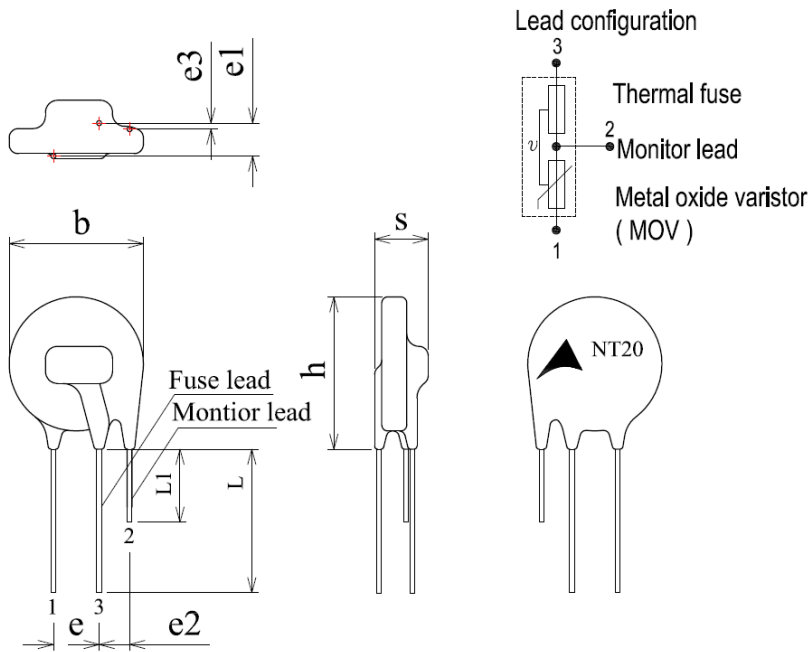 Lead configuration
3
Thermal fuse
2
υ
Monitor lead
Metal oxide varistor
( MOV )
1
e3
e1
b
s
h
NT20
Fuse lead
Montior lead
L1
L
2
1
3
e
e2